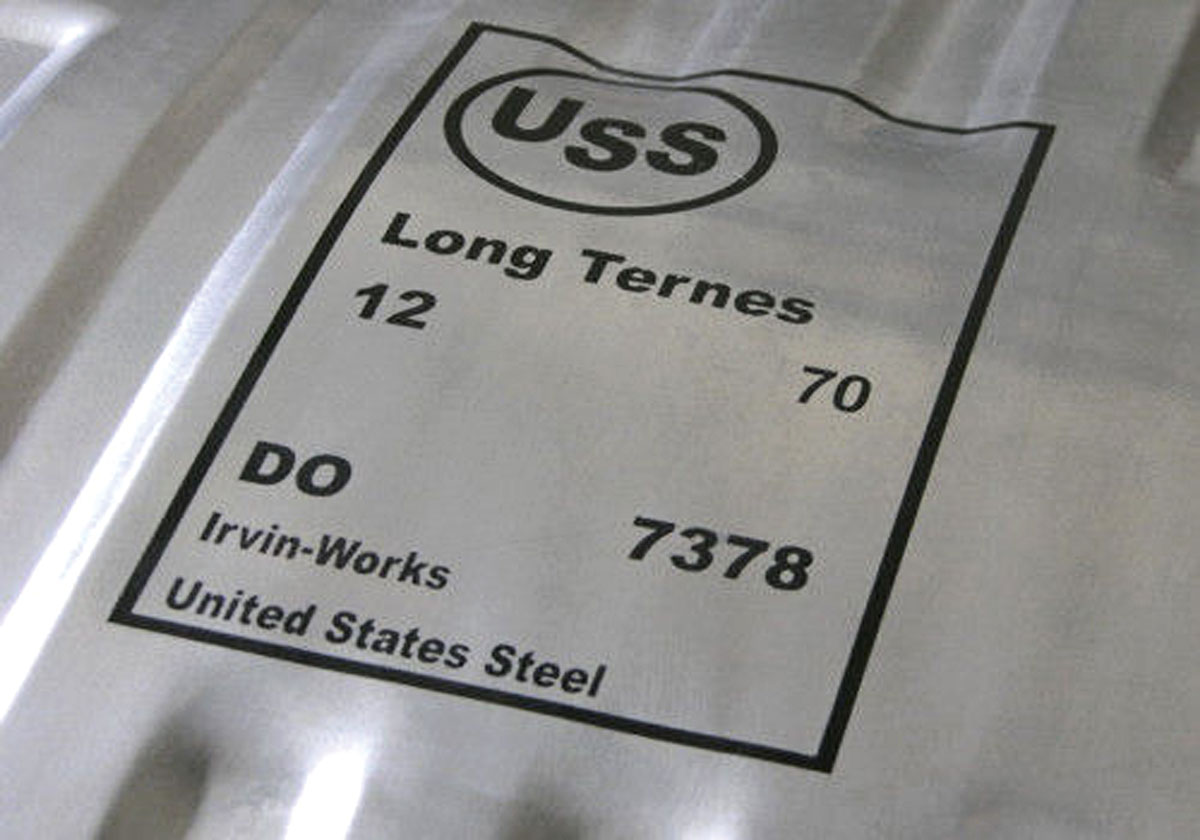 USS
Long Ternes
12
70
DO
7378
Irvin-Works
United States Steel